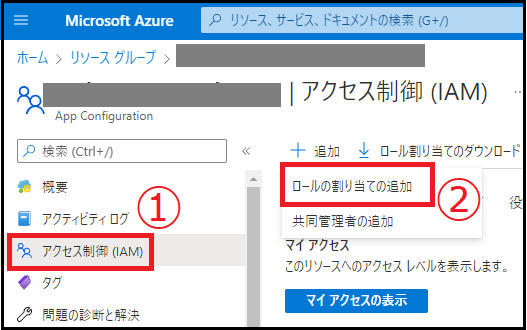 Microsoft Azure
リソース、サービス、ドキュメントの検索 (G+/)
ホーム > リソース グループ >
| アクセス制御 (IAM) ...
App Configuration
検索 (Ctrl+/) «
+ 追加 ↓ ロール割り当てのダウンロード
ロールの割り当ての追加
共同管理者の追加
役
概要
アクティビティ ログ
①
②
アクセス制御 (IAM)
タグ
問題の診断と解決
マイ アクセス
このリソースへのアクセス レベルを表示します。
マイ アクセスの表示